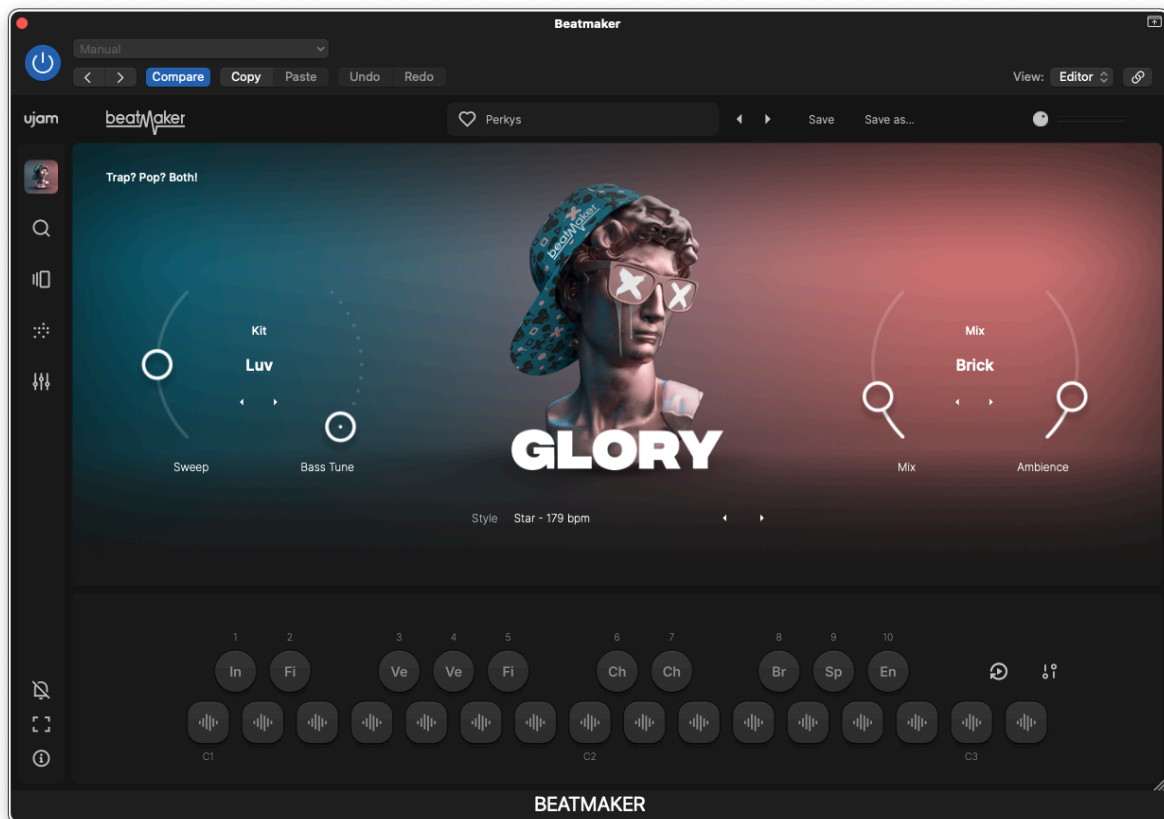 Beatmaker
Manual
Compare Copy Paste Undo Redo View: Editor
ujam beatMaker Perkys Save Save as...
Trap? Pop? Both!
beatMaker
Kit
Luv
Mix
Brick
GLORY
Sweep Bass Tune Mix Ambience
Style Star - 179 bpm
1 2 3 4 5 6 7 8 9 10
In Fi Ve Ve Fi Ch Ch Br Sp En
C1 C2 C3
BEATMAKER